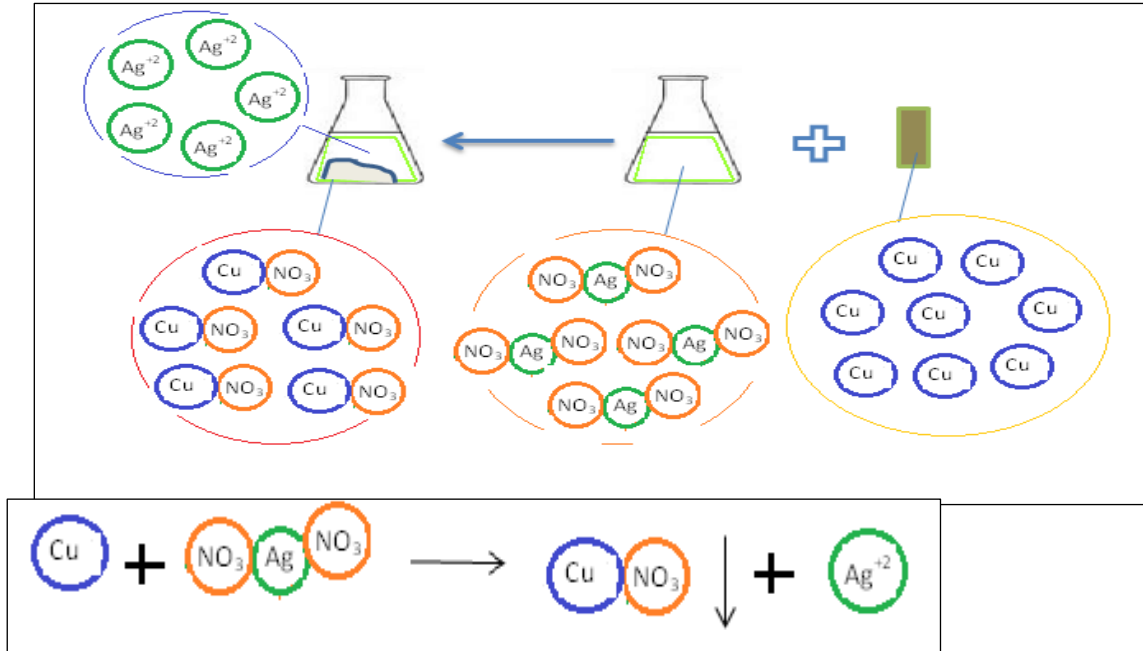 Ag⁺²
Ag⁺²
Ag⁺²
Ag⁺²
Ag⁺²
Cu NO₃
Cu NO₃
Cu NO₃
Cu NO₃
Cu NO₃
NO₃ Ag NO₃
NO₃ Ag NO₃
NO₃ Ag NO₃
NO₃ Ag NO₃
Cu Cu
Cu Cu Cu
Cu Cu Cu
Cu + NO₃ Ag NO₃ → Cu NO₃ ↓ + Ag⁺²